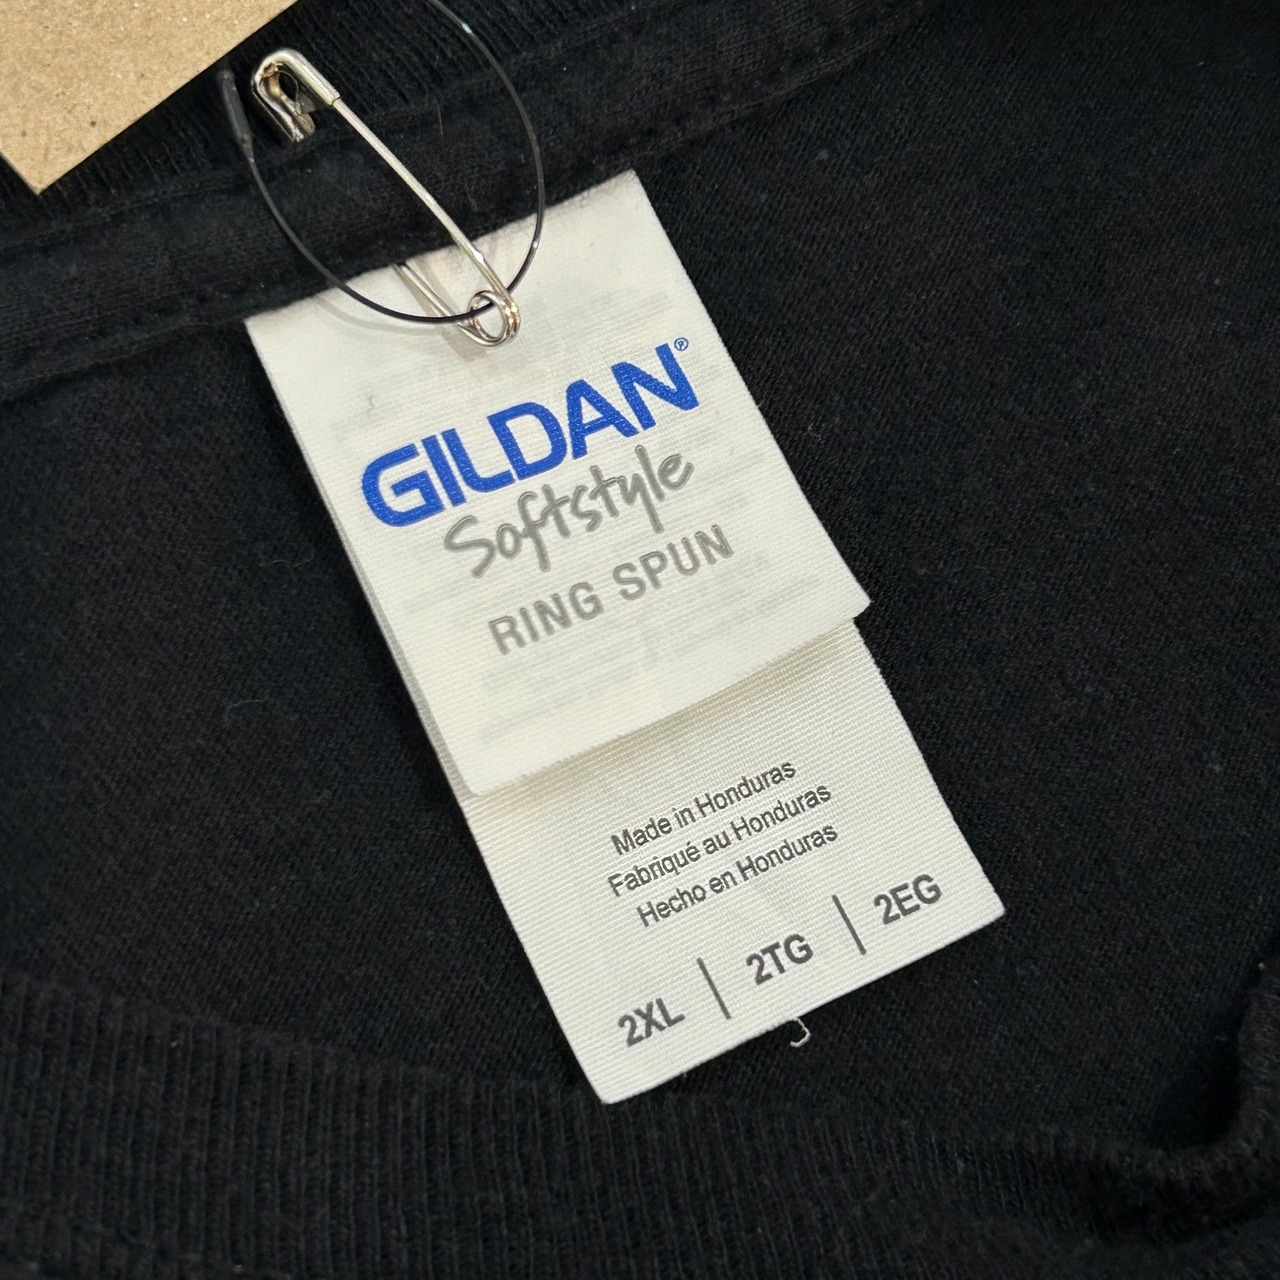 GILDAN®
Softstyle
RING SPUN
Made in Honduras
Fabriqué au Honduras
Hecho en Honduras
2XL | 2TG | 2EG